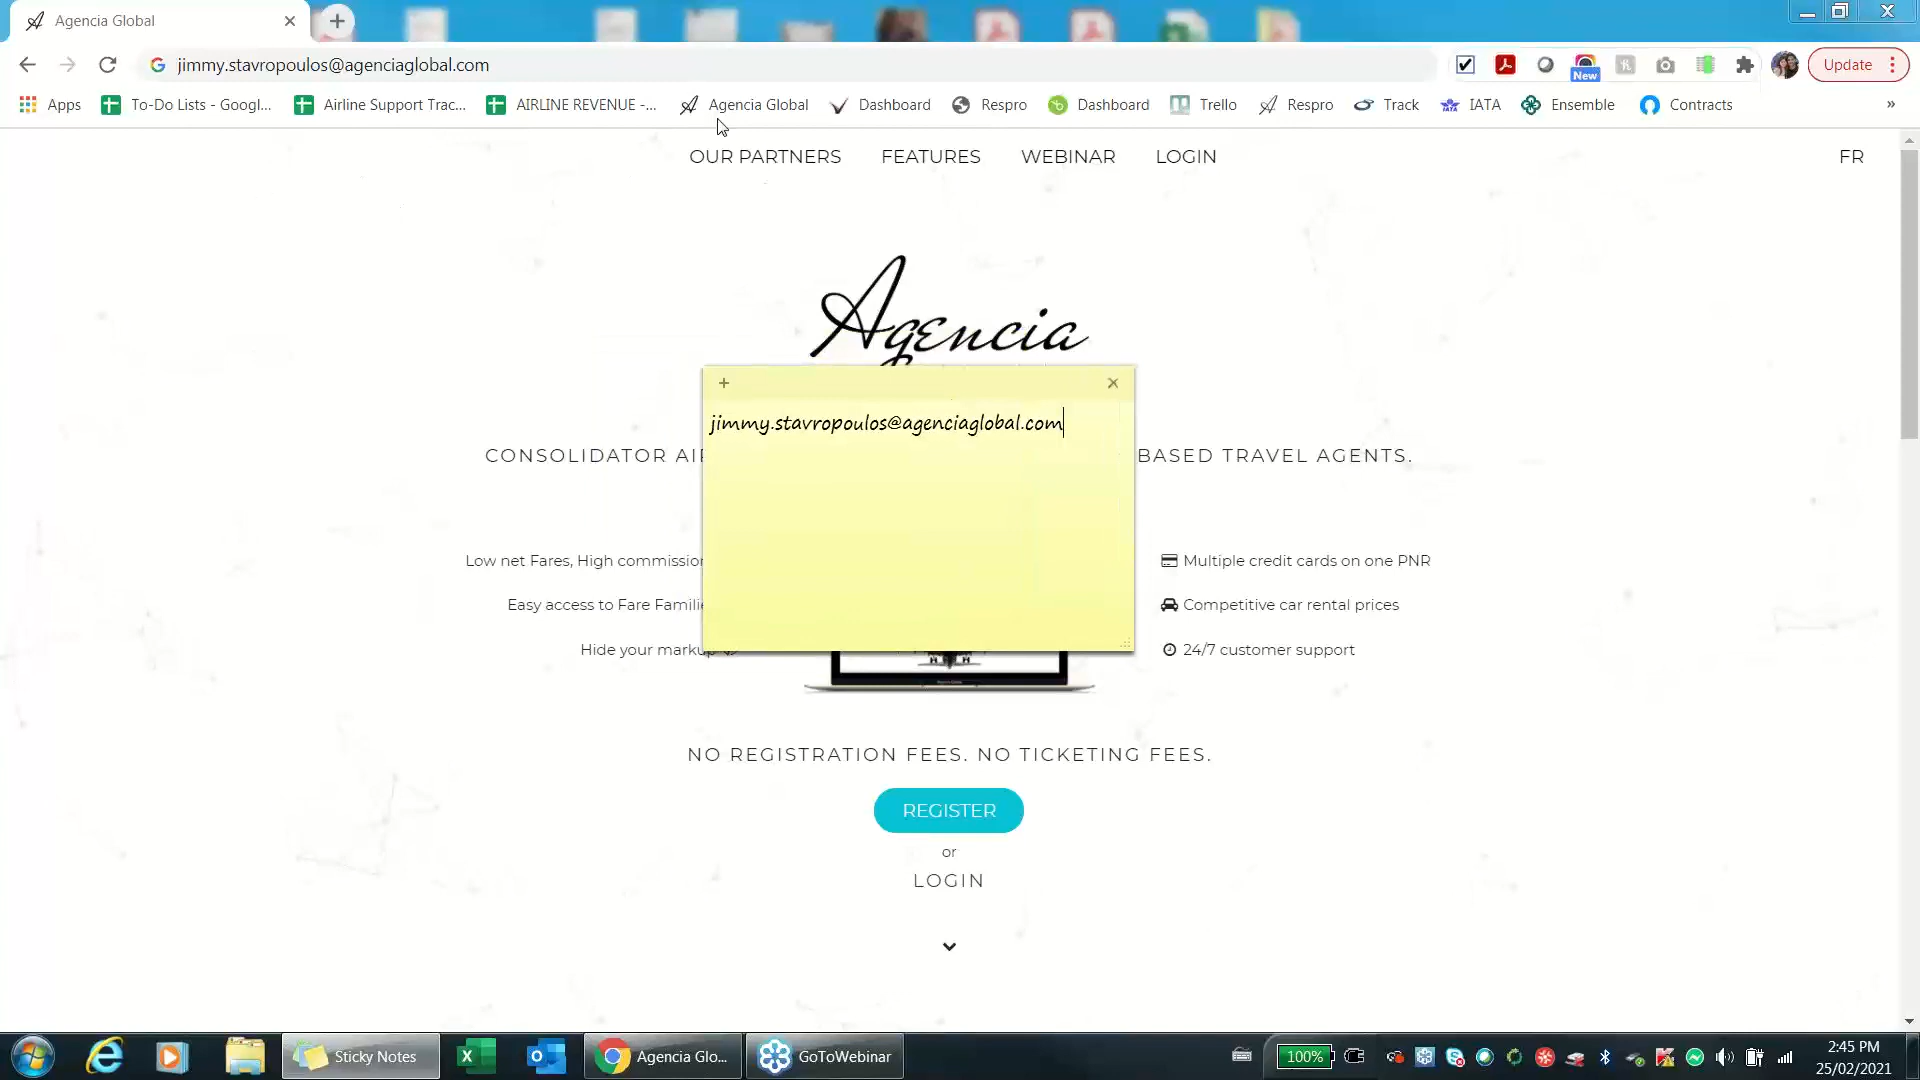 Agencia Global
jimmy.stavropoulos@agenciaglobal.com
New
Update
Apps
To-Do Lists - Googl...
Airline Support Trac...
AIRLINE REVENUE -...
Agencia Global
Dashboard
Respro
Dashboard
Trello
Respro
Track
IATA
Ensemble
Contracts
»
OUR PARTNERS
FEATURES
WEBINAR
LOGIN
FR
Agencia
jimmy.stavropoulos@agenciaglobal.com
CONSOLIDATOR
BASED TRAVEL AGENTS.
Low net Fares, High
Easy access to Fare
Hide your
Multiple credit cards on one PNR
Competitive car rental prices
24/7 customer support
NO REGISTRATION FEES. NO TICKETING FEES.
REGISTER
or
LOGIN
Sticky Notes
Agencia Glo...
GoToWebinar
100%
2:45 PM
25/02/2021